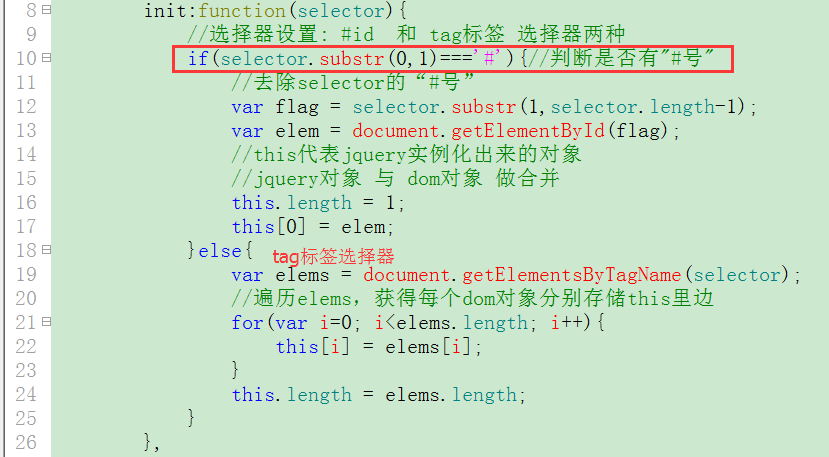 8 init:function(selector){
9 //选择器设置: #id 和 tag标签 选择器两种
10 if(selector.substr(0,1)==='#'){//判断是否有"#号"
11 //去除selector的“#号”
12 var flag = selector.substr(1,selector.length-1);
13 var elem = document.getElementById(flag);
14 //this代表jquery实例化出来的对象
15 //jquery对象 与 dom对象 做合并
16 this.length = 1;
17 this[0] = elem;
18 }else{ tag标签选择器
19 var elems = document.getElementsByTagName(selector);
20 //遍历elems，获得每个dom对象分别存储this里边
21 for(var i=0; i<elems.length; i++){
22 this[i] = elems[i];
23 }
24 this.length = elems.length;
25 }
26 },